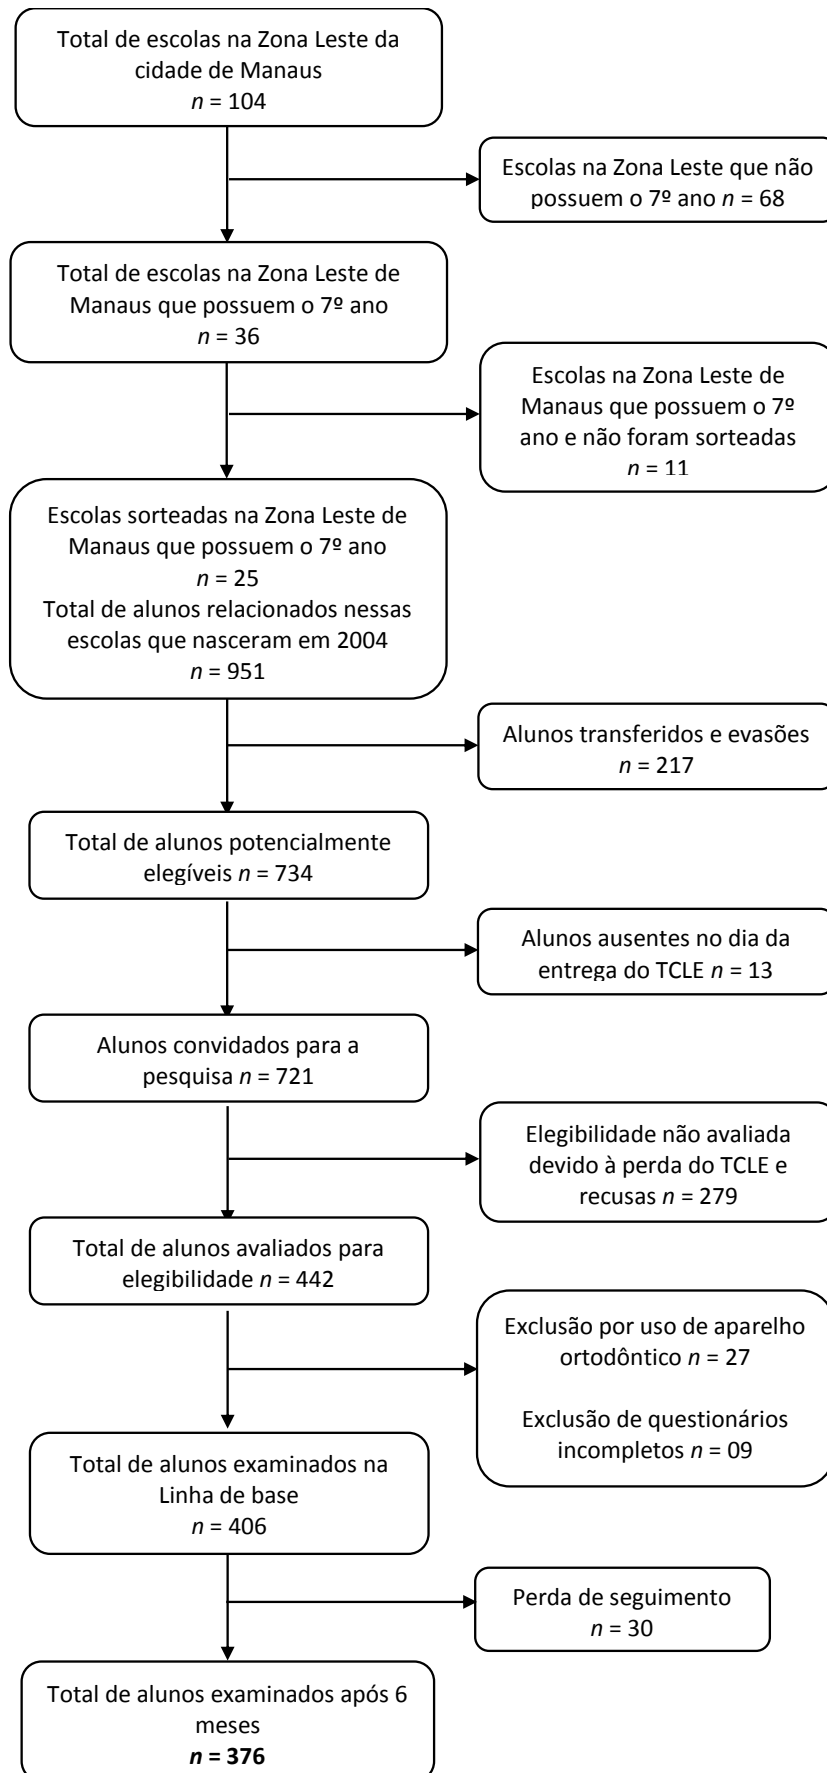 Total de escolas na Zona Leste da
cidade de Manaus
n = 104
Escolas na Zona Leste que não
possuem o 7º ano n = 68
Total de escolas na Zona Leste de
Manaus que possuem o 7º ano
n = 36
Escolas na Zona Leste de
Manaus que possuem o 7º
ano e não foram sorteadas
n = 11
Escolas sorteadas na Zona Leste de
Manaus que possuem o 7º ano
n = 25
Total de alunos relacionados nessas
escolas que nasceram em 2004
n = 951
Alunos transferidos e evasões
n = 217
Total de alunos potencialmente
elegíveis n = 734
Alunos ausentes no dia da
entrega do TCLE n = 13
Alunos convidados para a
pesquisa n = 721
Elegibilidade não avaliada
devido à perda do TCLE e
recusas n = 279
Total de alunos avaliados para
elegibilidade n = 442
Exclusão por uso de aparelho
ortodôntico n = 27
Exclusão de questionários
incompletos n = 09
Total de alunos examinados na
Linha de base
n = 406
Perda de seguimento
n = 30
Total de alunos examinados após 6
meses
n = 376